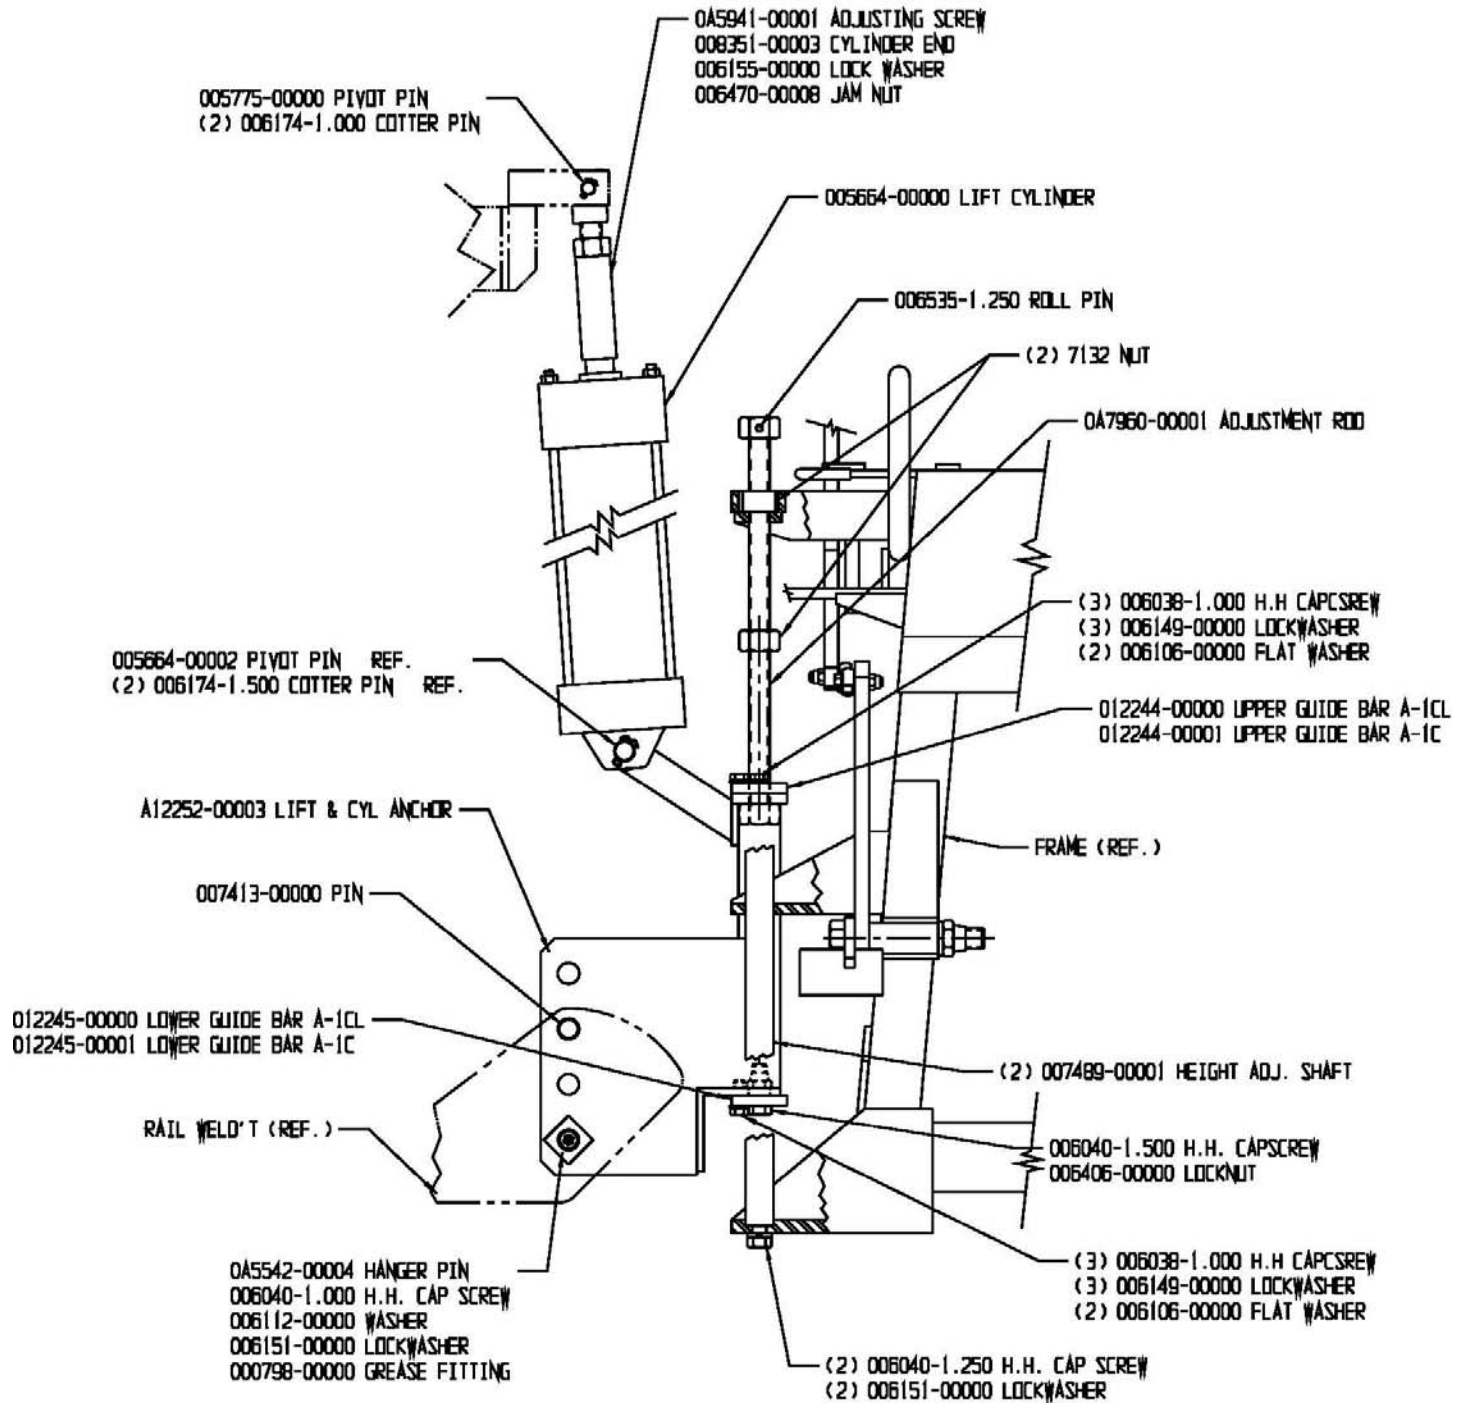 0A5941-00001 ADJUSTING SCREW
008351-00003 CYLINDER END
006155-00000 LOCK WASHER
006470-00008 JAM NUT
005775-00000 PIVOT PIN
(2) 006174-1.000 COTTER PIN
005664-00000 LIFT CYLINDER
006535-1.250 ROLL PIN
(2) 7132 NUT
0A7960-00001 ADJUSTMENT ROD
(3) 006038-1.000 H.H CAPCSREW
(3) 006149-00000 LOCKWASHER
(2) 006106-00000 FLAT WASHER
005664-00002 PIVOT PIN REF.
(2) 006174-1.500 COTTER PIN REF.
012244-00000 UPPER GUIDE BAR A-1CL
012244-00001 UPPER GUIDE BAR A-1C
A12252-00003 LIFT & CYL ANCHOR
FRAME (REF.)
007413-00000 PIN
012245-00000 LOWER GUIDE BAR A-1CL
012245-00001 LOWER GUIDE BAR A-1C
(2) 007489-00001 HEIGHT ADJ. SHAFT
RAIL WELD'T (REF.)
006040-1.500 H.H. CAPSCREW
006406-00000 LOCKNUT
0A5542-00004 HANGER PIN
006040-1.000 H.H. CAP SCREW
006112-00000 WASHER
006151-00000 LOCKWASHER
000798-00000 GREASE FITTING
(3) 006038-1.000 H.H CAPCSREW
(3) 006149-00000 LOCKWASHER
(2) 006106-00000 FLAT WASHER
(2) 006040-1.250 H.H. CAP SCREW
(2) 006151-00000 LOCKWASHER